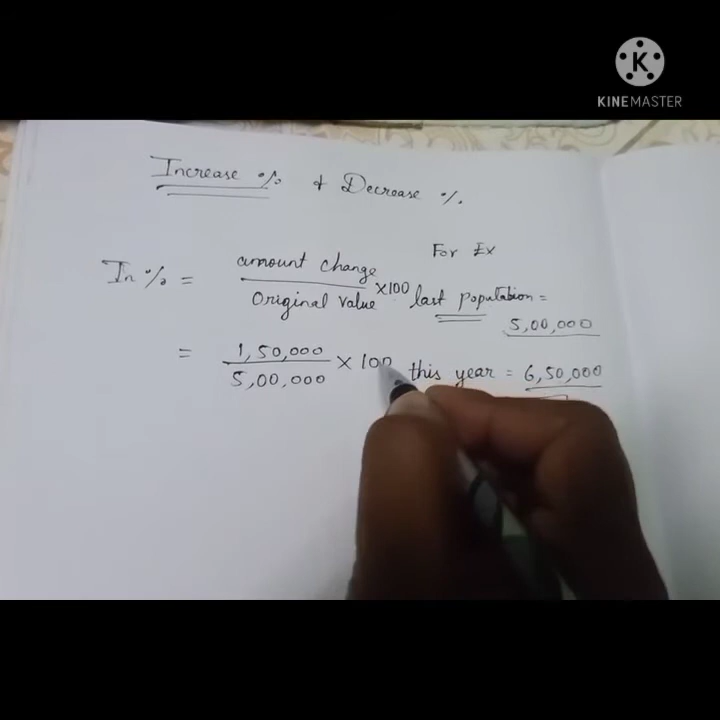 KINEMASTER
Increase % & Decrease %.
For Ex
In % = amount change
original value ×100
last population =
5,00,000
= 1,50,000
5,00,000 × 100
this year = 6,50,000